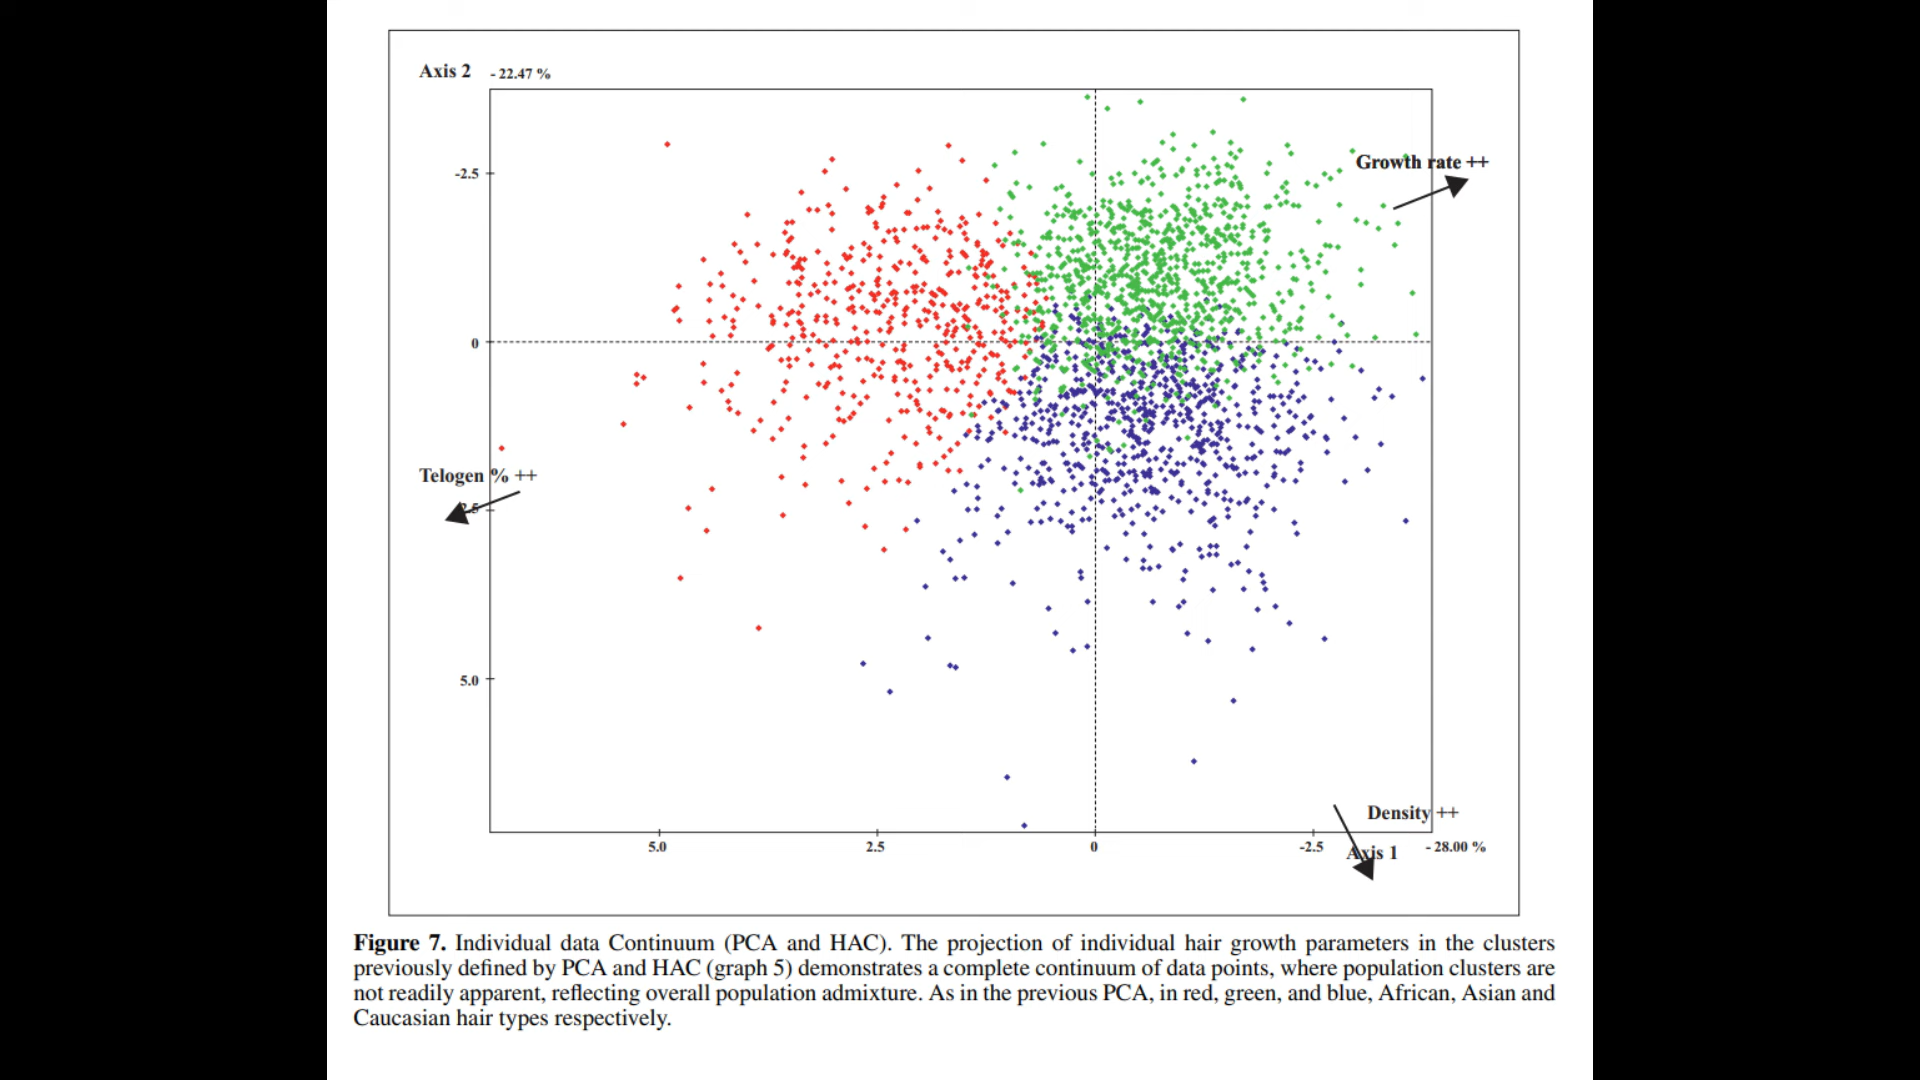 Axis 2 - 22.47 %
Growth rate ++
-2.5
0
Telogen % ++
2.5
5.0
Density ++
5.0 2.5 0 -2.5 - 28.00 %
Axis 1
Figure 7. Individual data Continuum (PCA and HAC). The projection of individual hair growth parameters in the clusters
previously defined by PCA and HAC (graph 5) demonstrates a complete continuum of data points, where population clusters are
not readily apparent, reflecting overall population admixture. As in the previous PCA, in red, green, and blue, African, Asian and
Caucasian hair types respectively.